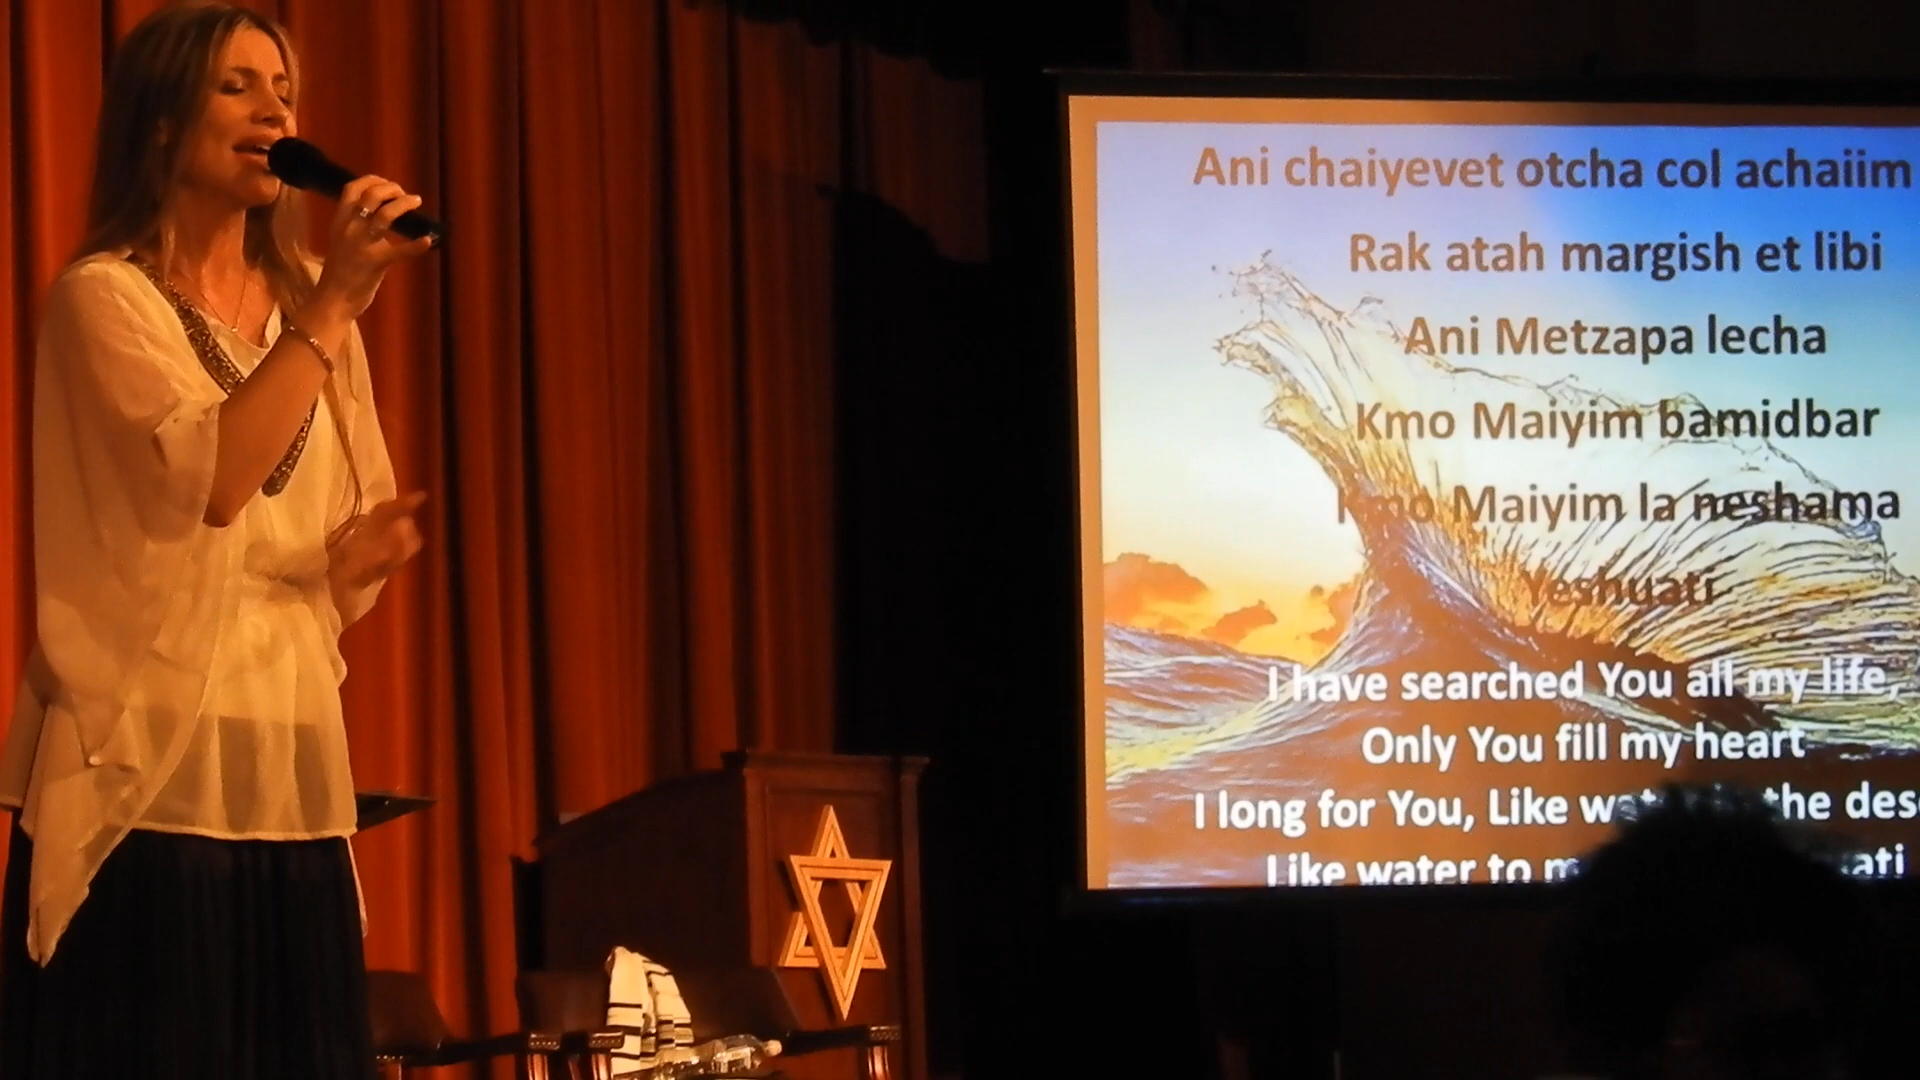 Ani chaiyevet otcha col achaiim
Rak atah margish et libi
Ani Metzapa lecha
Kmo Maiyim bamidbar
Kmo Maiyim la neshama
Yeshuati
I have searched You all my life,
Only You fill my heart
I long for You, Like the
Like water to